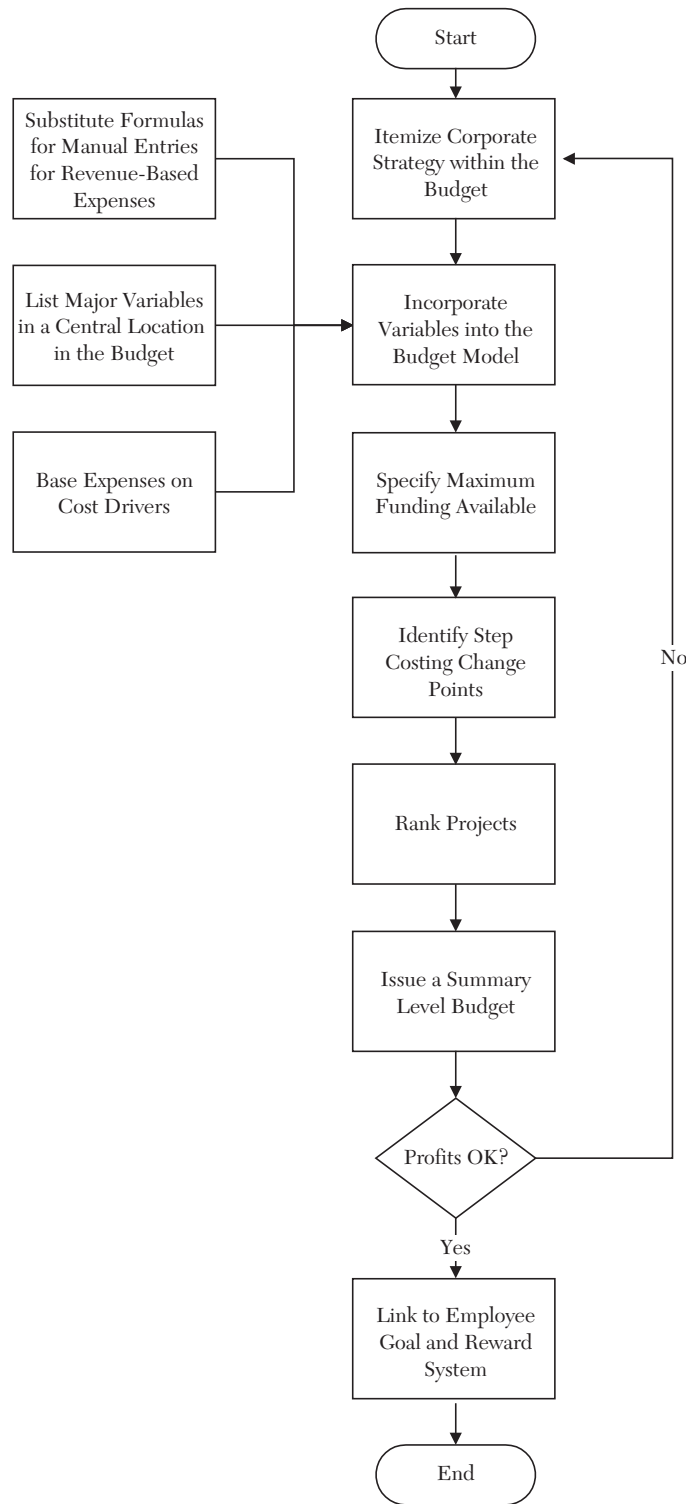 Start
Substitute Formulas
for Manual Entries
for Revenue-Based
Expenses
Itemize Corporate
Strategy within the
Budget
List Major Variables
in a Central Location
in the Budget
Incorporate
Variables into the
Budget Model
Base Expenses on
Cost Drivers
Specify Maximum
Funding Available
Identify Step
Costing Change
Points
No
Rank Projects
Issue a Summary
Level Budget
Profits OK?
Yes
Link to Employee
Goal and Reward
System
End